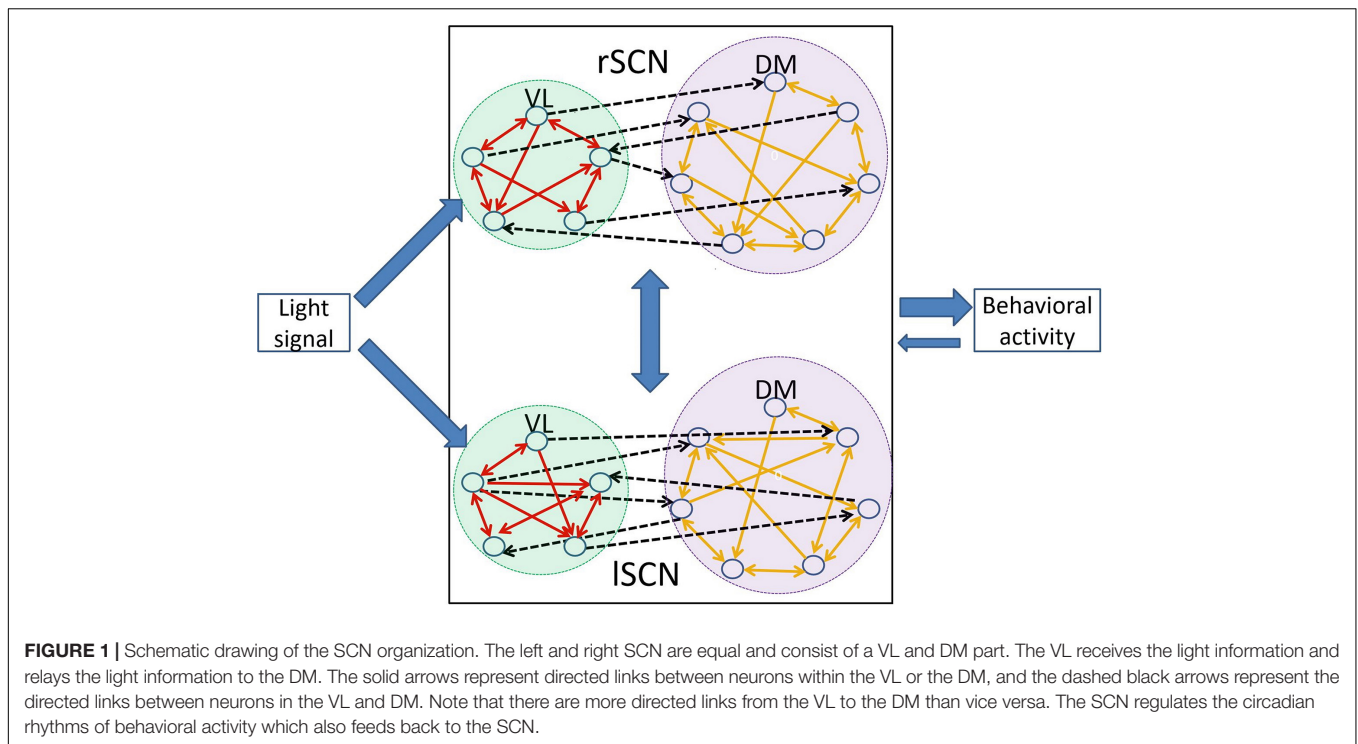 rSCN
DM
VL
Light
signal
Behavioral
activity
DM
VL
lSCN
FIGURE 1 | Schematic drawing of the SCN organization. The left and right SCN are equal and consist of a VL and DM part. The VL receives the light information and
relays the light information to the DM. The solid arrows represent directed links between neurons within the VL or the DM, and the dashed black arrows represent the
directed links between neurons in the VL and DM. Note that there are more directed links from the VL to the DM than vice versa. The SCN regulates the circadian
rhythms of behavioral activity which also feeds back to the SCN.